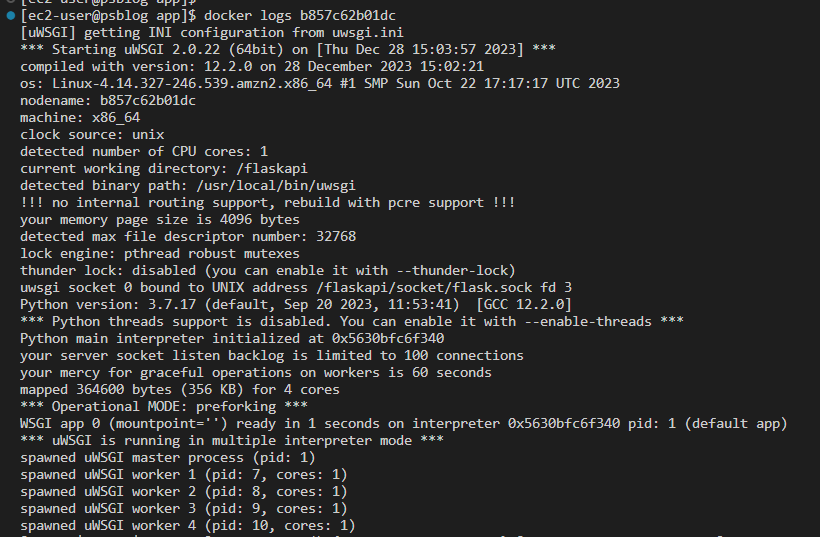 [ec2-user@psblog app]$
[ec2-user@psblog app]$ docker logs b857c62b01dc
[uWSGI] getting INI configuration from uwsgi.ini
*** Starting uWSGI 2.0.22 (64bit) on [Thu Dec 28 15:03:57 2023] ***
compiled with version: 12.2.0 on 28 December 2023 15:02:21
os: Linux-4.14.327-246.539.amzn2.x86_64 #1 SMP Sun Oct 22 17:17:17 UTC 2023
nodename: b857c62b01dc
machine: x86_64
clock source: unix
detected number of CPU cores: 1
current working directory: /flaskapi
detected binary path: /usr/local/bin/uwsgi
!!! no internal routing support, rebuild with pcre support !!!
your memory page size is 4096 bytes
detected max file descriptor number: 32768
lock engine: pthread robust mutexes
thunder lock: disabled (you can enable it with --thunder-lock)
uwsgi socket 0 bound to UNIX address /flaskapi/socket/flask.sock fd 3
Python version: 3.7.17 (default, Sep 20 2023, 11:53:41)  [GCC 12.2.0]
*** Python threads support is disabled. You can enable it with --enable-threads ***
Python main interpreter initialized at 0x5630bfc6f340
your server socket listen backlog is limited to 100 connections
your mercy for graceful operations on workers is 60 seconds
mapped 364600 bytes (356 KB) for 4 cores
*** Operational MODE: preforking ***
WSGI app 0 (mountpoint='') ready in 1 seconds on interpreter 0x5630bfc6f340 pid: 1 (default app)
*** uWSGI is running in multiple interpreter mode ***
spawned uWSGI master process (pid: 1)
spawned uWSGI worker 1 (pid: 7, cores: 1)
spawned uWSGI worker 2 (pid: 8, cores: 1)
spawned uWSGI worker 3 (pid: 9, cores: 1)
spawned uWSGI worker 4 (pid: 10, cores: 1)